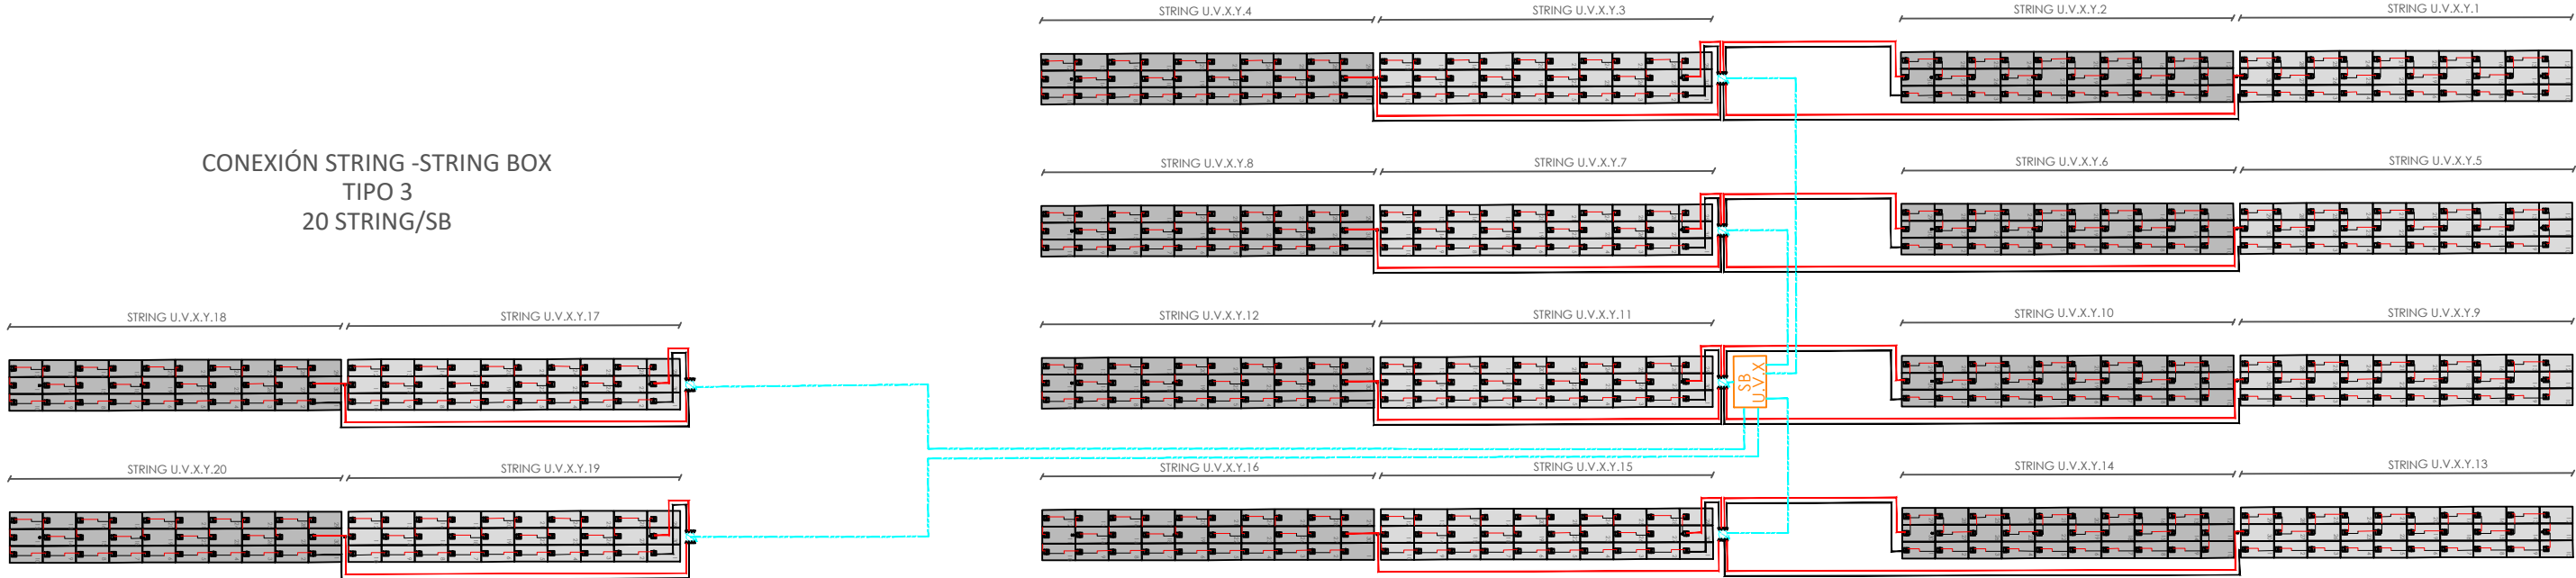 STRING U.V.X.Y.4
STRING U.V.X.Y.3
STRING U.V.X.Y.2
STRING U.V.X.Y.1
CONEXIÓN STRING -STRING BOX
TIPO 3
20 STRING/SB
STRING U.V.X.Y.8
STRING U.V.X.Y.7
STRING U.V.X.Y.6
STRING U.V.X.Y.5
STRING U.V.X.Y.18
STRING U.V.X.Y.17
STRING U.V.X.Y.12
STRING U.V.X.Y.11
STRING U.V.X.Y.10
STRING U.V.X.Y.9
SB
U.V.X
STRING U.V.X.Y.20
STRING U.V.X.Y.19
STRING U.V.X.Y.16
STRING U.V.X.Y.15
STRING U.V.X.Y.14
STRING U.V.X.Y.13